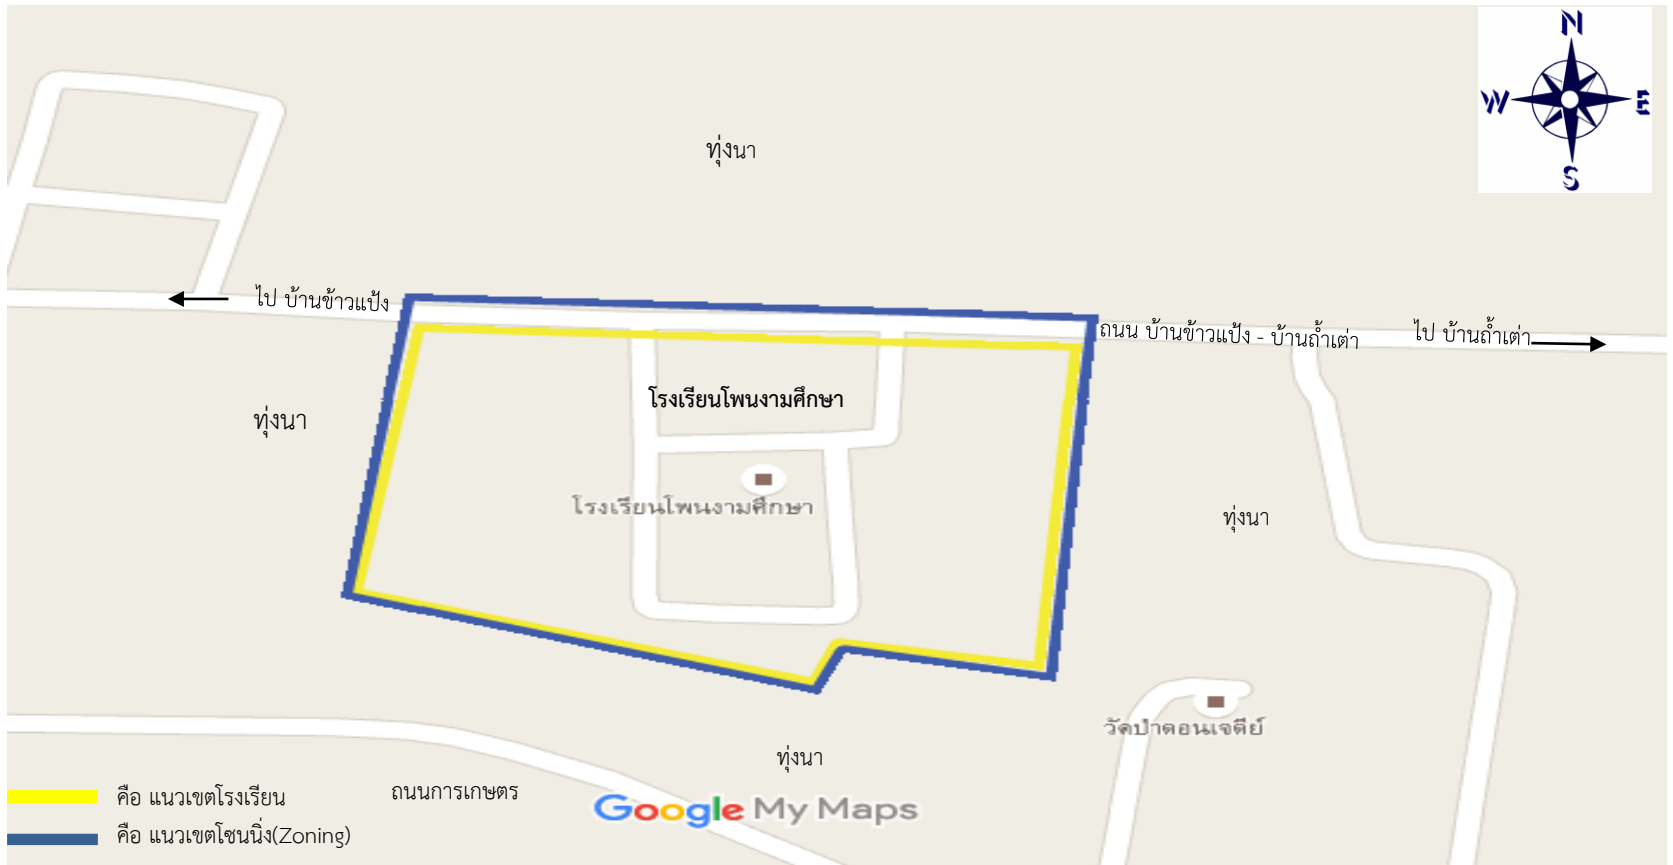 N
W E
S
ทุ่งนา
ไป บ้านข้าวแป้ง
ถนน บ้านข้าวแป้ง - บ้านถ้ำเต่า
ไป บ้านถ้ำเต่า
โรงเรียนโพนงามศึกษา
ทุ่งนา
โรงเรียนโพนงามศึกษา
ทุ่งนา
วัดป่าดอนเจดีย์
ทุ่งนา
ถนนการเกษตร
คือ แนวเขตโรงเรียน
คือ แนวเขตโซนนิ่ง(Zoning)
Google My Maps